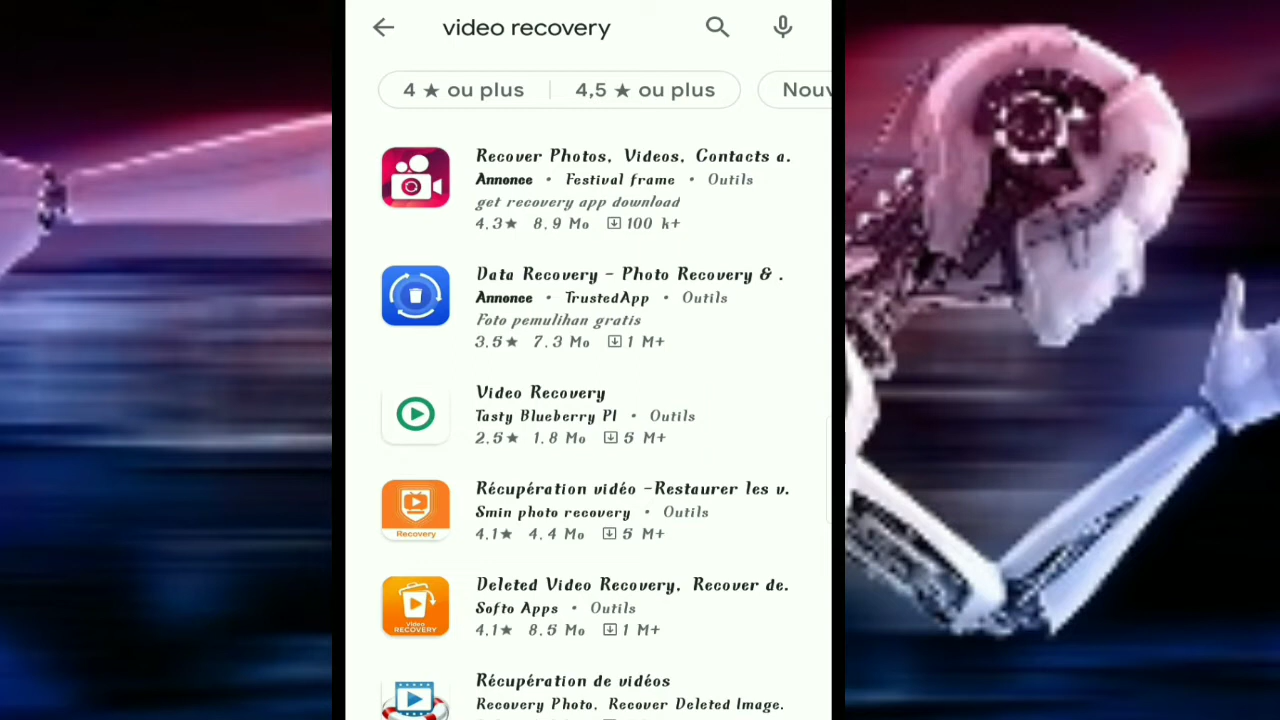 video recovery
4 ★ ou plus 4,5 ★ ou plus Nouv
Recover Photos, Videos, Contacts a.
Annonce • Festival frame • Outils
get recovery app download
4.3★ 8,9 Mo 100 k+
Data Recovery - Photo Recovery & .
Annonce • TrustedApp • Outils
Foto pemulihan gratis
3.5★ 7,3 Mo 1 M+
Video Recovery
Tasty Blueberry PI • Outils
2.5★ 1,8 Mo 5 M+
Récupération vidéo -Restaurer les v.
Smin photo recovery • Outils
4.1★ 4,4 Mo 5 M+
Recovery
Deleted Video Recovery, Recover de.
Softo Apps • Outils
4.1★ 8,5 Mo 1 M+
Video
RECOVERY
Récupération de vidéos
Recovery Photo, Recover Deleted Image.